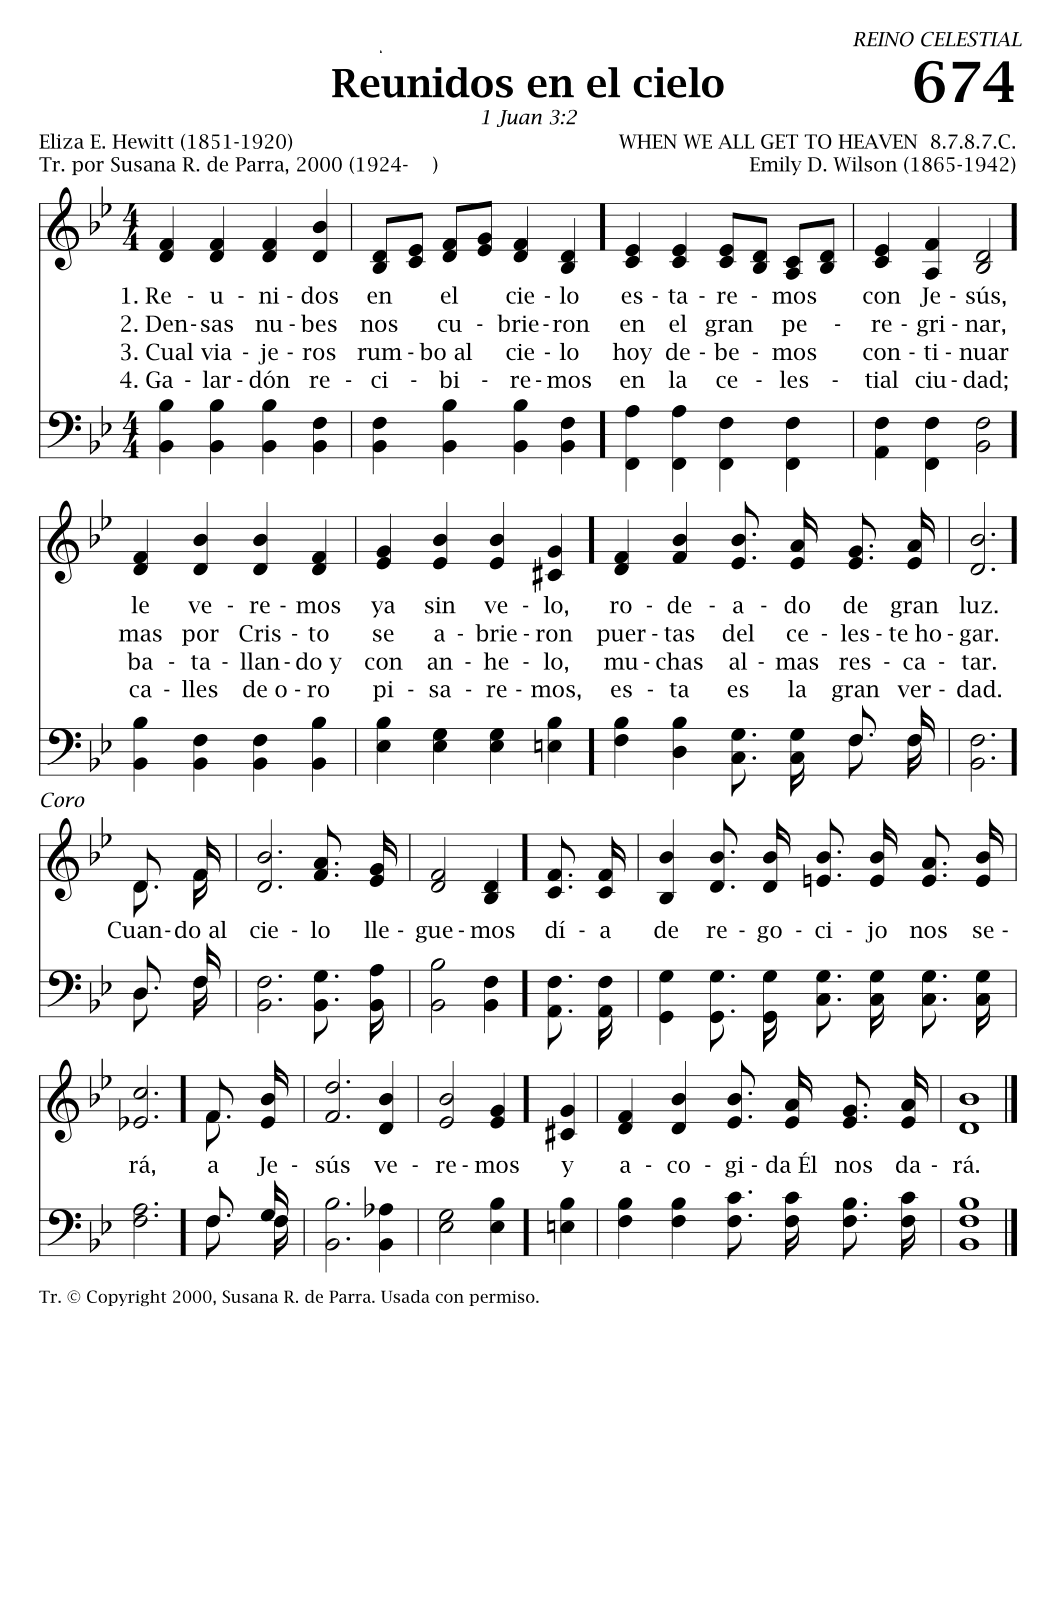 REINO CELESTIAL
Reunidos en el cielo 674
1 Juan 3:2
Eliza E. Hewitt (1851-1920) WHEN WE ALL GET TO HEAVEN 8.7.8.7.C.
Tr. por Susana R. de Parra, 2000 (1924- ) Emily D. Wilson (1865-1942)
4 4
1. Re - u - ni - dos en el cie - lo es - ta - re - mos con Je - sús,
2. Den - sas nu - bes nos cu - brie - ron en el gran pe - re - gri - nar,
3. Cual via - je - ros rum - bo al cie - lo hoy de - be - mos con - ti - nuar
4. Ga - lar - dón re - ci - bi - re - mos en la ce - les - tial ciu - dad;
4 4
le ve - re - mos ya sin ve - lo, ro - de - a - do de gran luz.
mas por Cris - to se a - brie - ron puer - tas del ce - les - te ho - gar.
ba - ta - llan - do y con an - he - lo, mu - chas al - mas res - ca - tar.
ca - lles de o - ro pi - sa - re - mos, es - ta es la gran ver - dad.
Coro
Cuan - do al cie - lo lle - gue - mos dí - a de re - go - ci - jo nos se -
rá, a Je - sús ve - re - mos y a - co - gi - da Él nos da - rá.
Tr. © Copyright 2000, Susana R. de Parra. Usada con permiso.